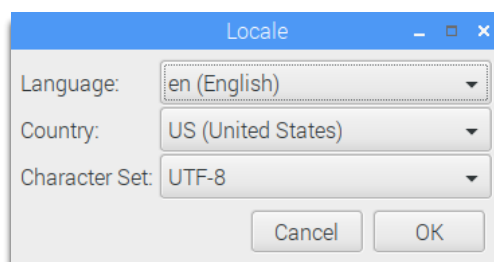 Locale
Language: en (English)
Country: US (United States)
Character Set: UTF-8
Cancel OK